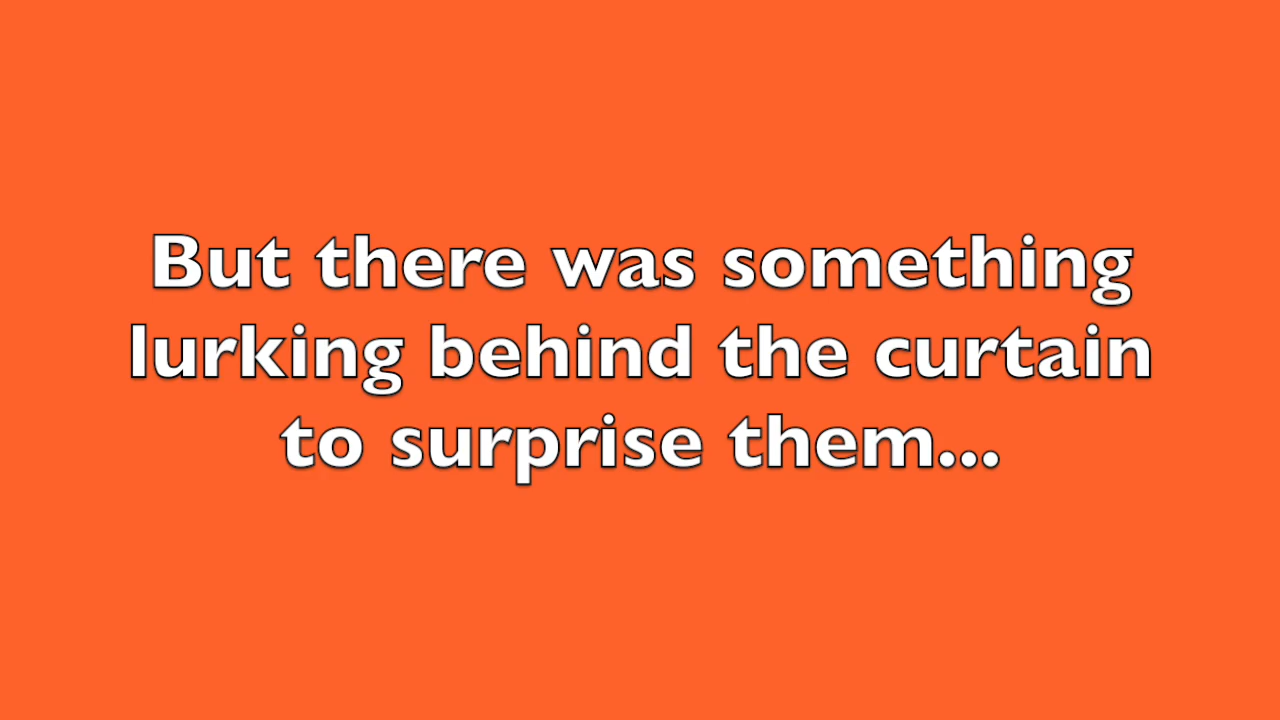 But there was something
lurking behind the curtain
to surprise them...